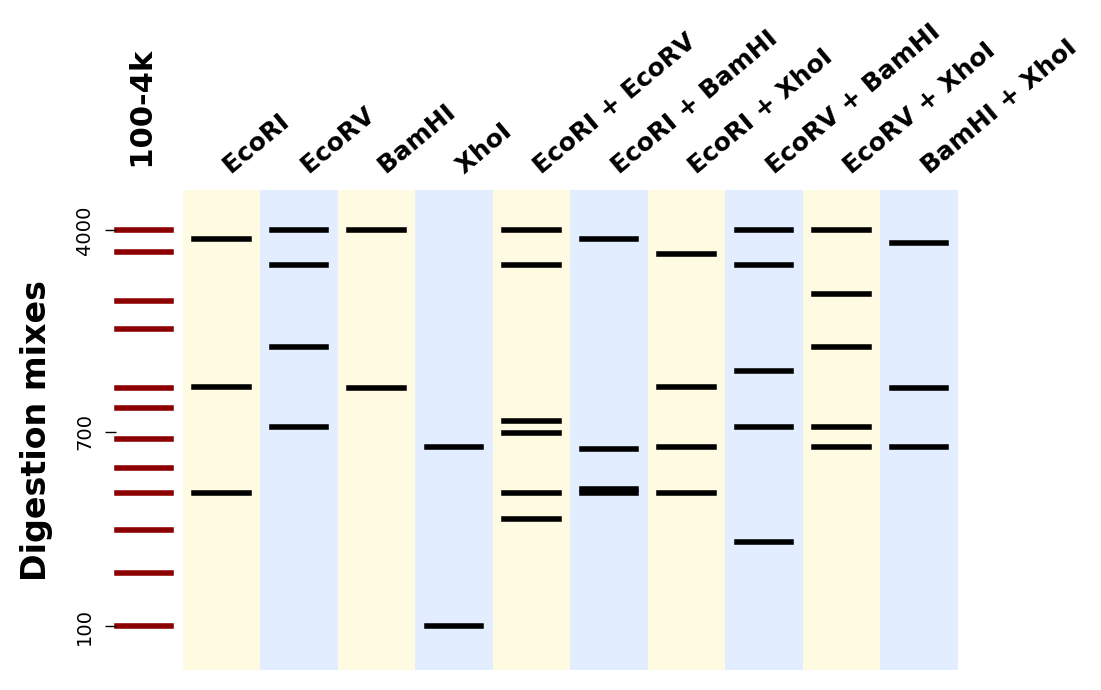 100-4k
EcoRI
EcoRV
BamHI
XhoI
EcoRI + EcoRV
EcoRI + BamHI
EcoRI + XhoI
EcoRV + BamHI
EcoRV + XhoI
BamHI + XhoI
Digestion mixes
4000
700
100